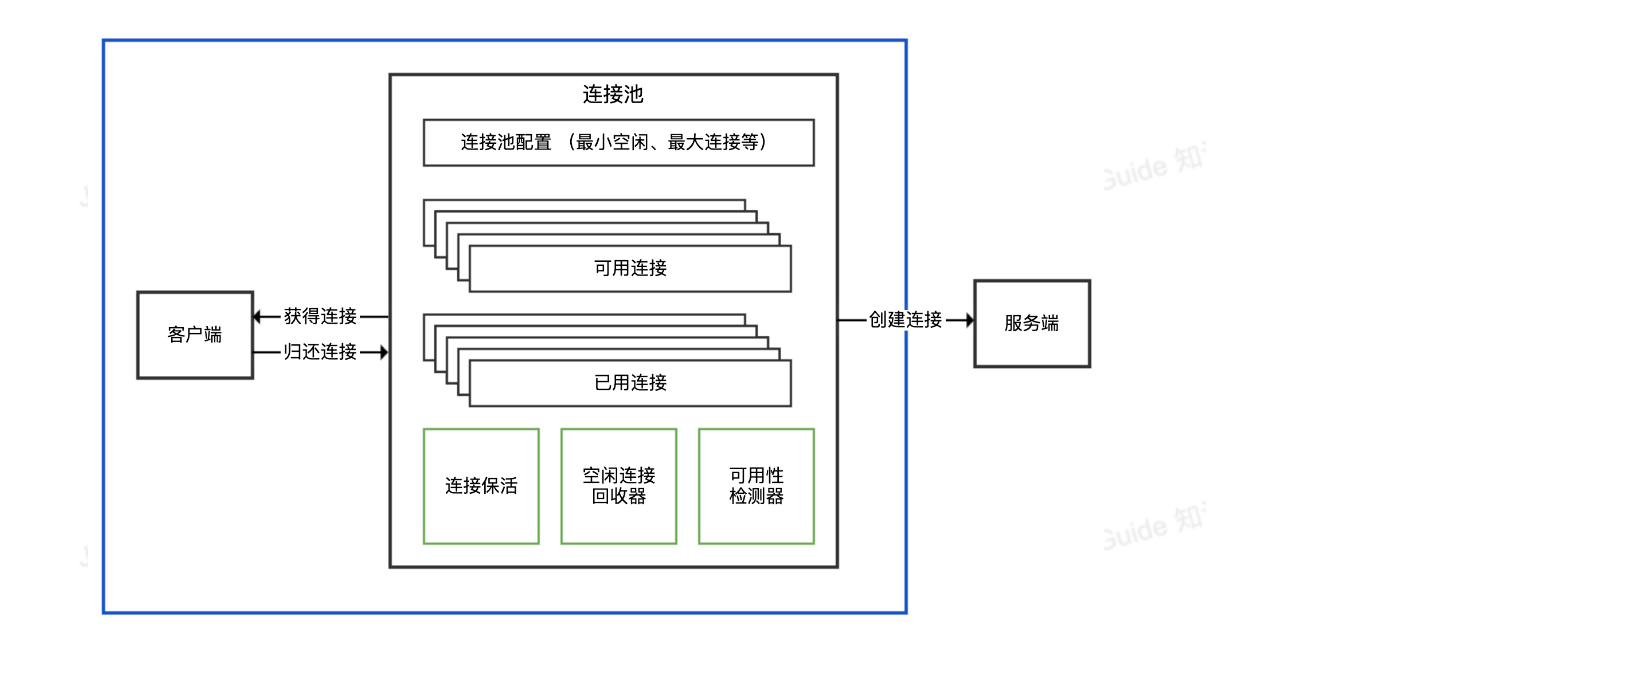 连接池
连接池配置 （最小空闲、最大连接等）
可用连接
获得连接
客户端
归还连接
创建连接
服务端
已用连接
连接保活
空闲连接
回收器
可用性
检测器
Guide
Guide